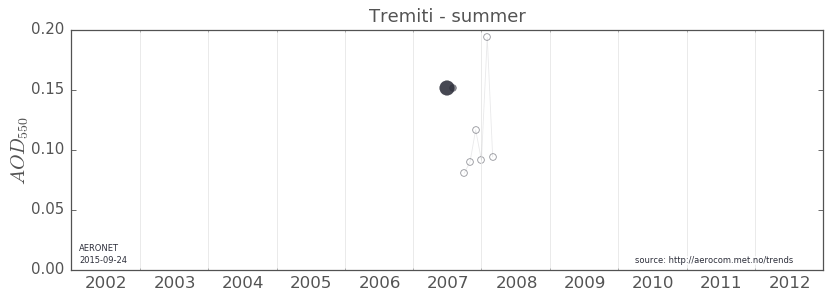 Tremiti - summer
0.20
0.15
0.10
0.05
0.00
AOD550
AERONET
2015-09-24
source: http://aerocom.met.no/trends
2002 2003 2004 2005 2006 2007 2008 2009 2010 2011 2012